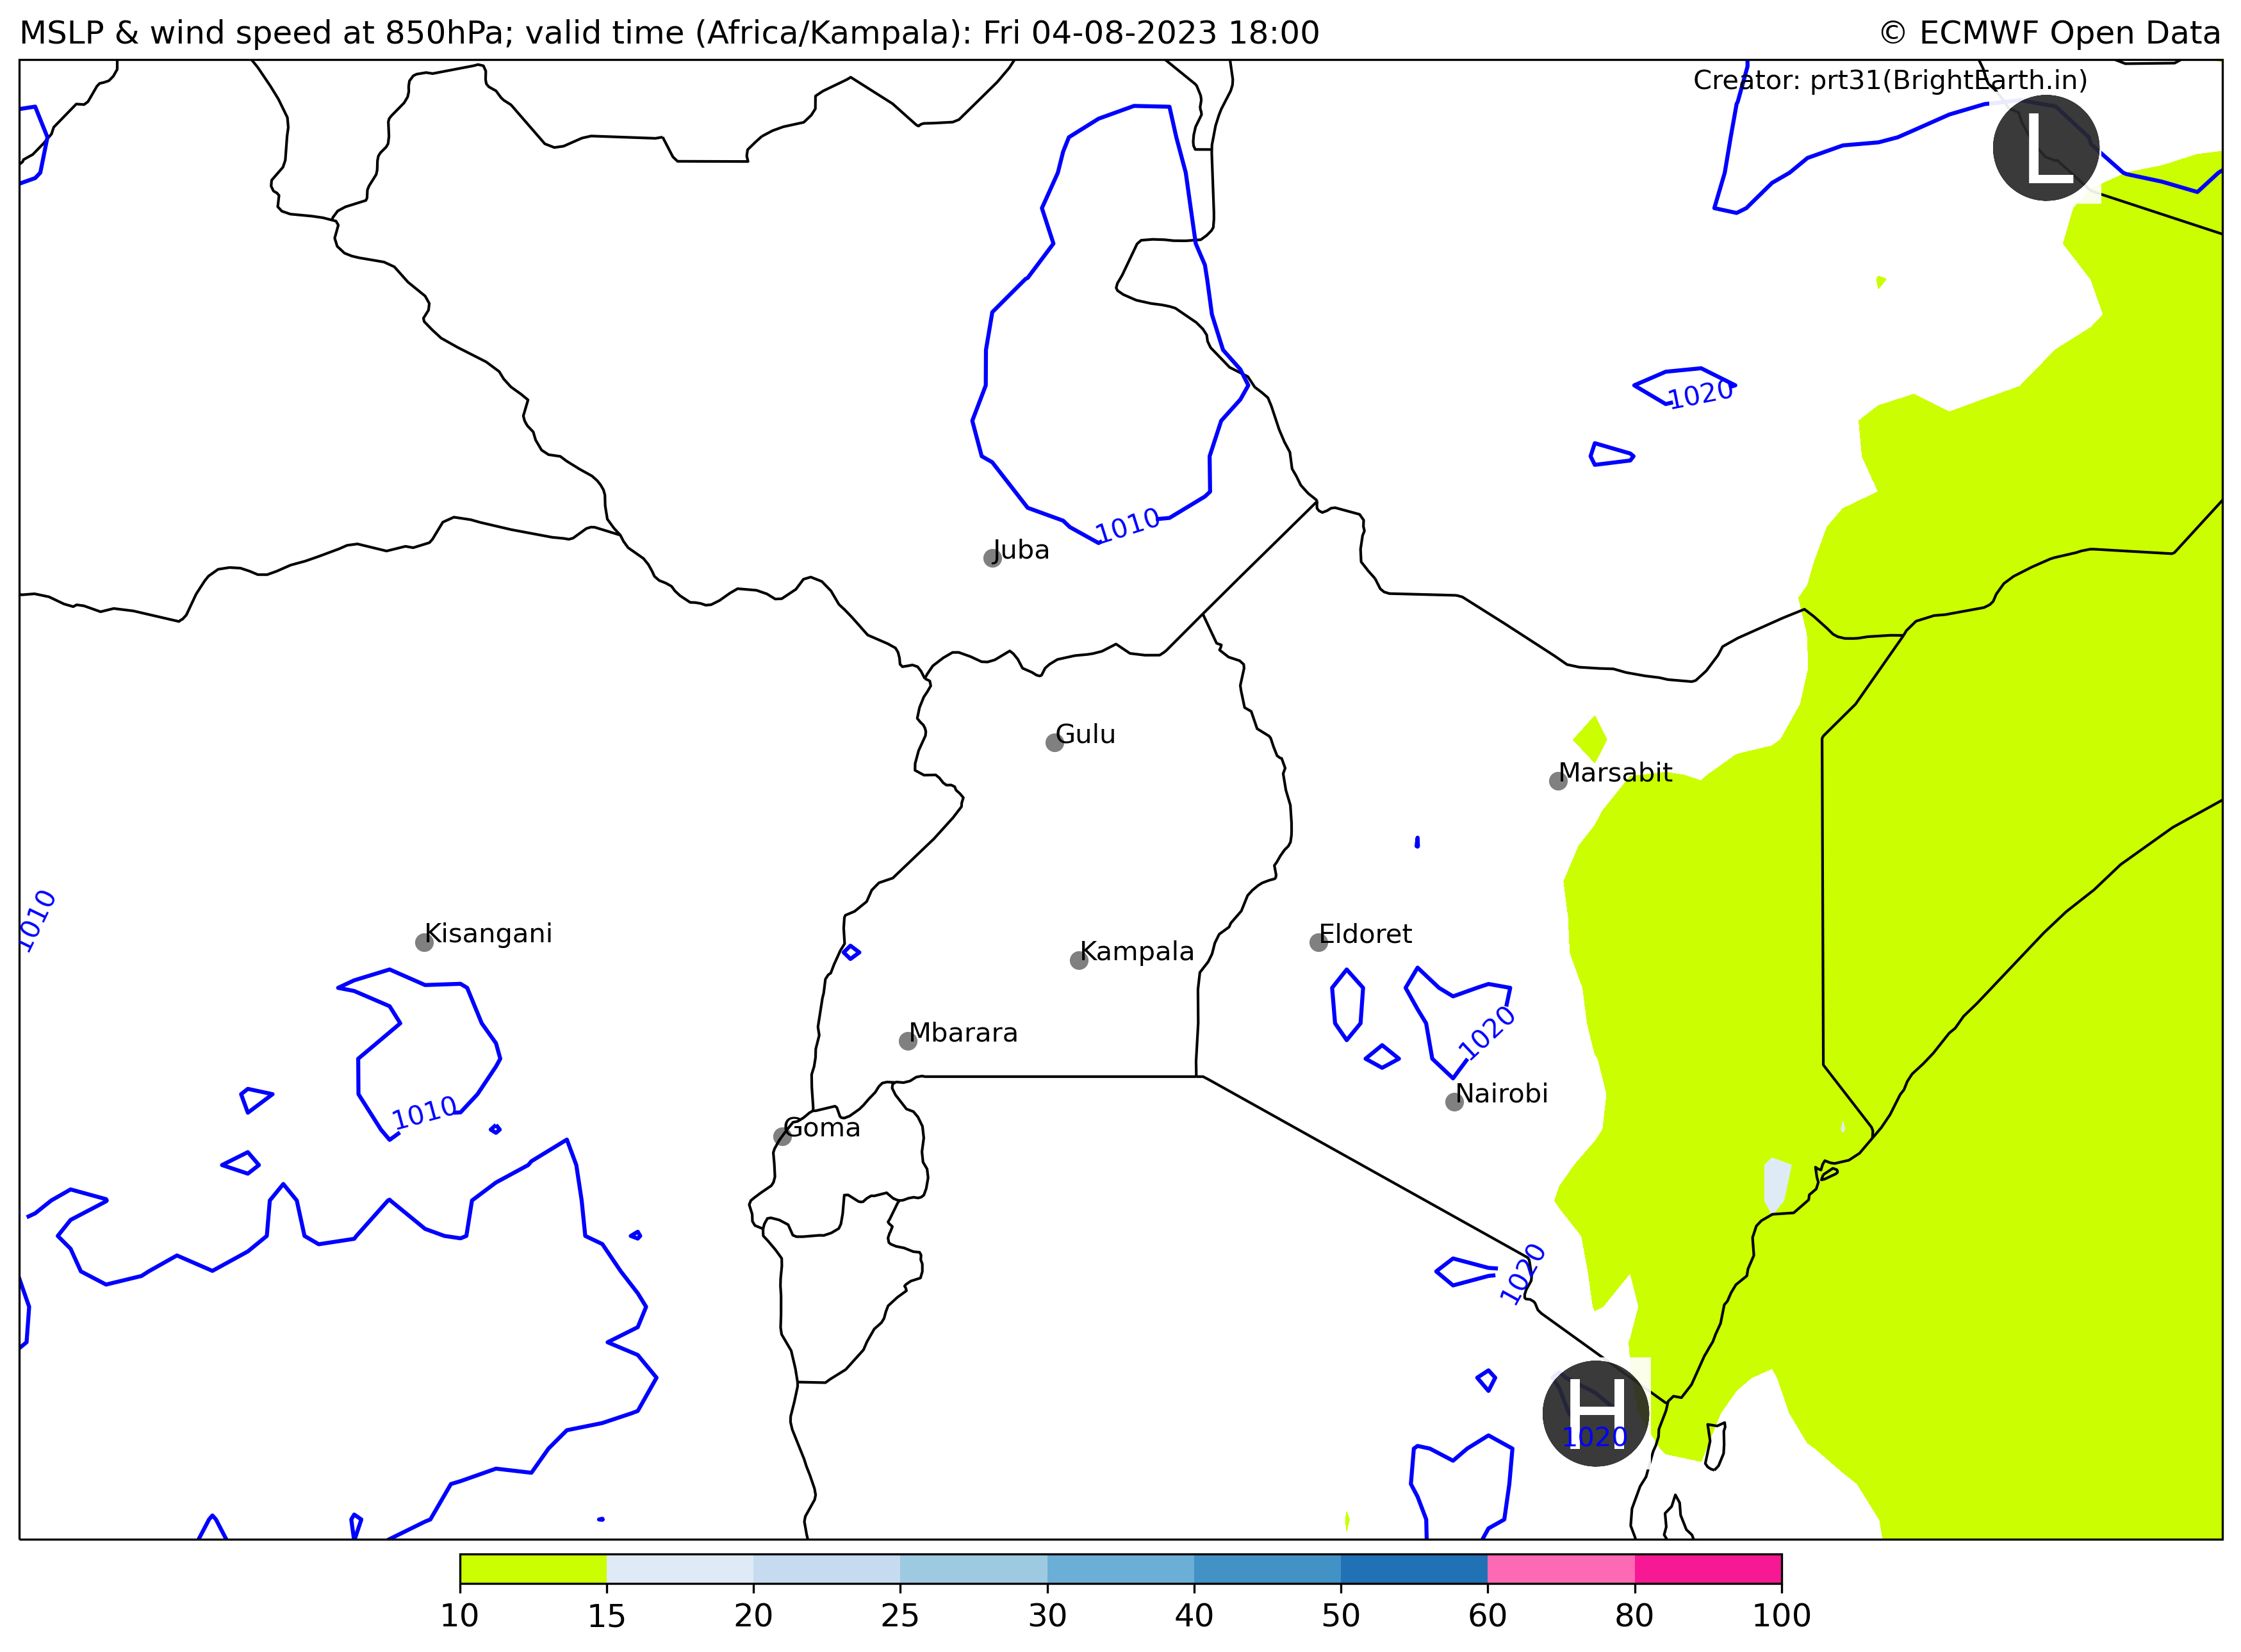 MSLP & wind speed at 850hPa; valid time (Africa/Kampala): Fri 04-08-2023 18:00
© ECMWF Open Data
Creator: prt31(BrightEarth.in)
L
1020
1010
Juba
Gulu
Marsabit
1010
Kisangani
Eldoret
Kampala
1020
Mbarara
Nairobi
1010
Goma
1020
H
1020
10 15 20 25 30 40 50 60 80 100